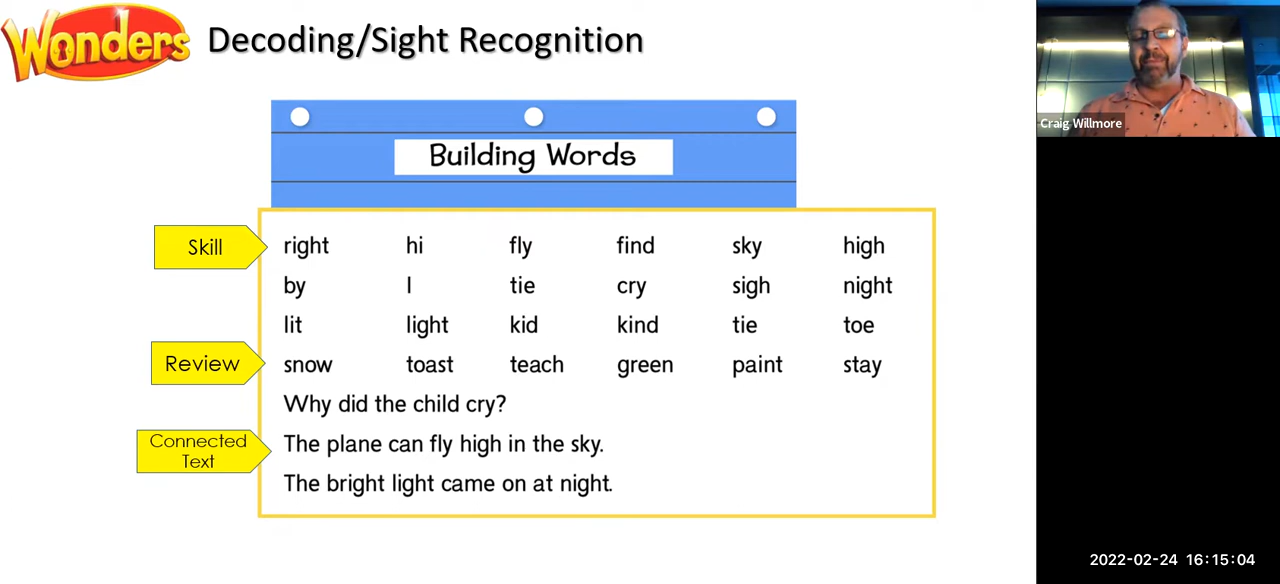 Wonders Decoding/Sight Recognition
Craig Willmore
Building Words
Skill
right hi fly find sky high
by I tie cry sigh night
lit light kid kind tie toe
Review
snow toast teach green paint stay
Why did the child cry?
Connected
Text
The plane can fly high in the sky.
The bright light came on at night.
2022-02-24 16:15:04